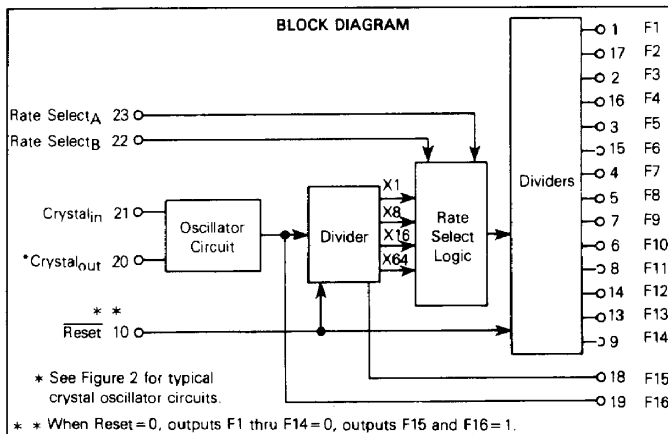 BLOCK DIAGRAM
1 F1
17 F2
2 F3
16 F4
3 F5
15 F6
4 F7
5 F8
7 F9
6 F10
8 F11
14 F12
13 F13
9 F14
18 F15
19 F16
Rate SelectA 23
Rate SelectB 22
Crystalin 21
*Crystalout 20
Oscillator
Circuit
Divider
X1
X8
X16
X64
Rate
Select
Logic
Dividers
* *
Reset 10
* See Figure 2 for typical
crystal oscillator circuits.
* * When Reset=0, outputs F1 thru F14=0, outputs F15 and F16=1.